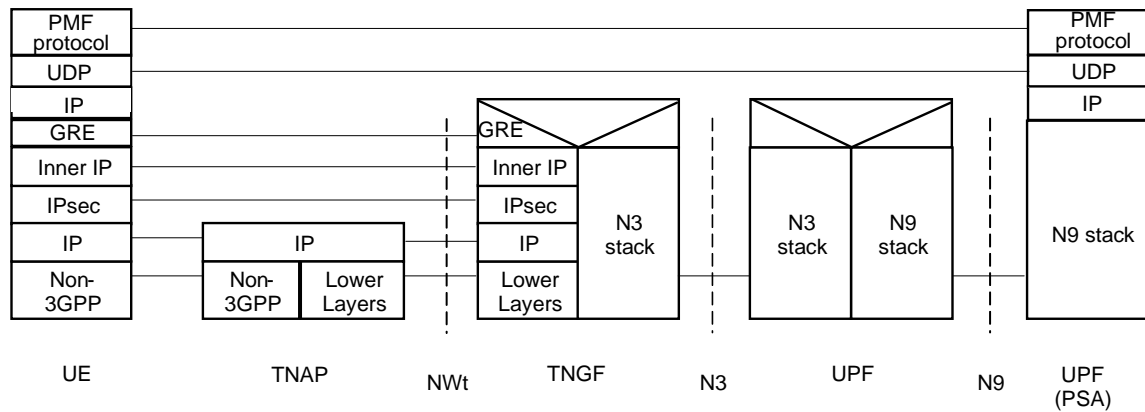 PMF
protocol
UDP
IP
GRE
Inner IP
IPsec
IP
Non-
3GPP
UE
IP
Non-
3GPP
Lower
Layers
TNAP
NWt
GRE
Inner IP
IPsec
IP
Lower
Layers
N3
stack
TNGF
N3
N3
stack
N9
stack
UPF
N9
PMF
protocol
UDP
IP
N9 stack
UPF
(PSA)